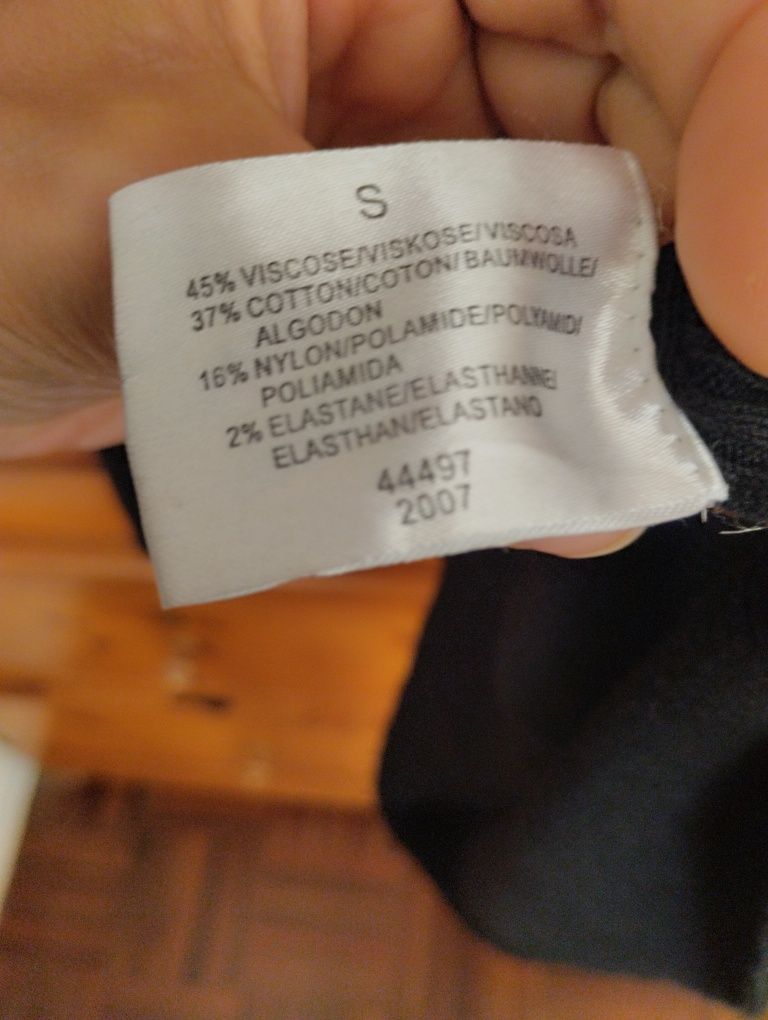 S
45% VISCOSE/VISKOSE/VISCOSA
37% COTTON/COTON/BAUMWOLLE/
ALGODON
16% NYLON/POLAMIDE/POLYAMID/
POLIAMIDA
2% ELASTANE/ELASTHANNE/
ELASTHAN/ELASTANO
44497
2007